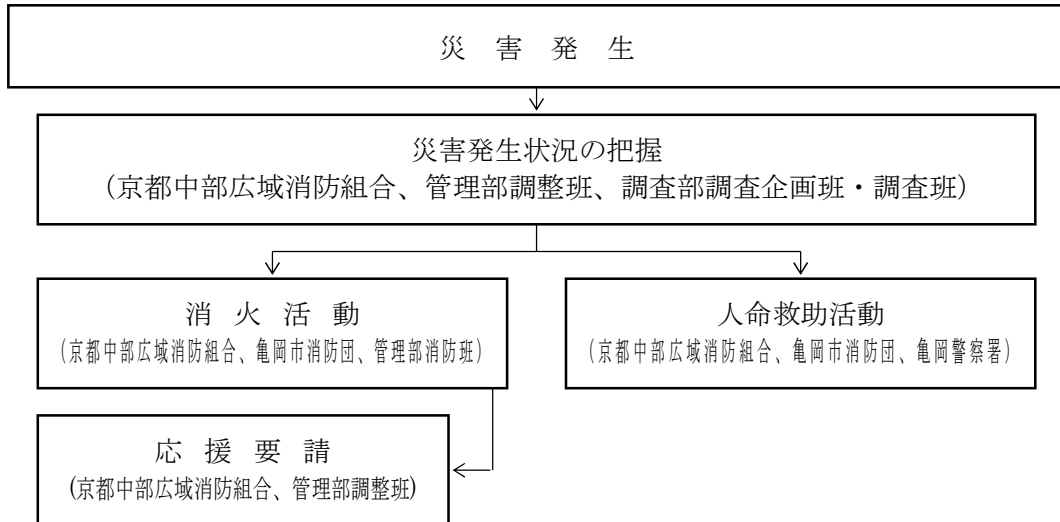 災　害　発　生
災害発生状況の把握
（京都中部広域消防組合、管理部調整班、調査部調査企画班・調査班）
消　火　活　動
（京都中部広域消防組合、亀岡市消防団、管理部消防班）
人命救助活動
（京都中部広域消防組合、亀岡市消防団、亀岡警察署）
応　援　要　請
(京都中部広域消防組合、管理部調整班)